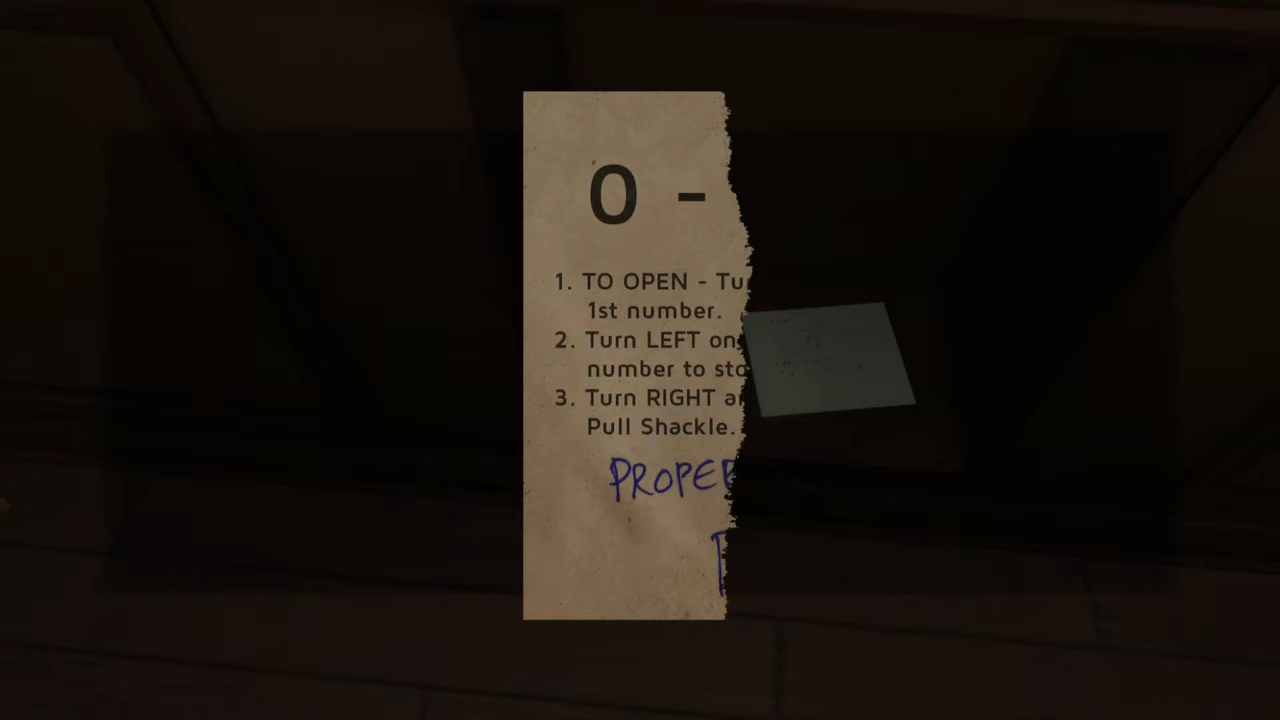 0 -
1. TO OPEN - Tu
1st number.
2. Turn LEFT on
number to sto
3. Turn RIGHT a
Pull Shackle.
PROPER